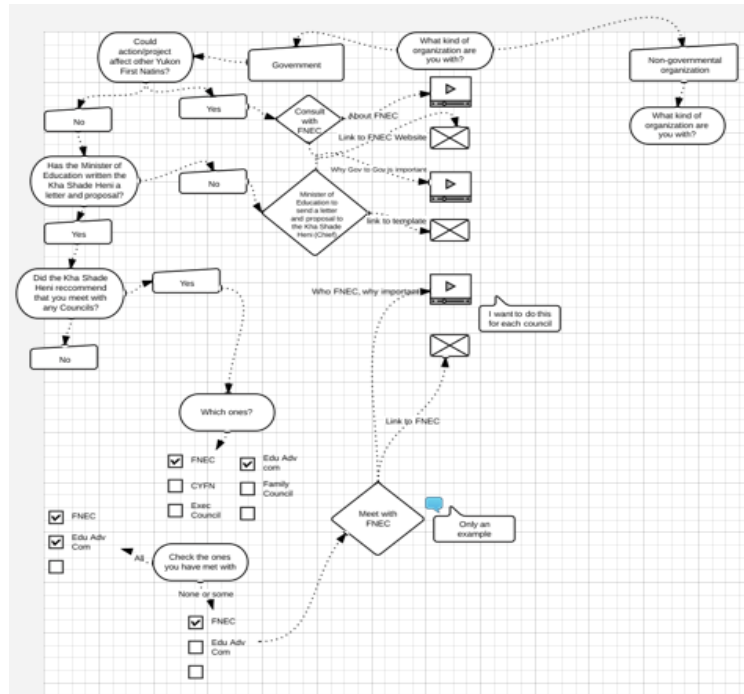 Could
action/project
affect other Yukon
First Natins?
Government
What kind of
organization are
you with?
Non-governmental
organization
What kind of
organization are
you with?
No
Yes
Consult
with
FNEC
About FNEC
Link to FNEC Website
Why Gov to Gov is important
Has the Minister of
Education written the
Kha Shade Heni a
letter and proposal?
No
Minister of
Education to
send a letter
and proposal to
the Kha Shade
Heni (Chief)
link to template
Yes
Did the Kha Shade
Heni reccommend
that you meet with
any Councils?
Yes
No
Who FNEC, why important
I want to do this
for each council
Link to FNEC
Which ones?
FNEC
Edu Adv
com
CYFN
Family
Council
Exec
Council
Meet with
FNEC
Only an
example
FNEC
Edu Adv
Com
All
Check the ones
you have met with
None or some
FNEC
Edu Adv
Com